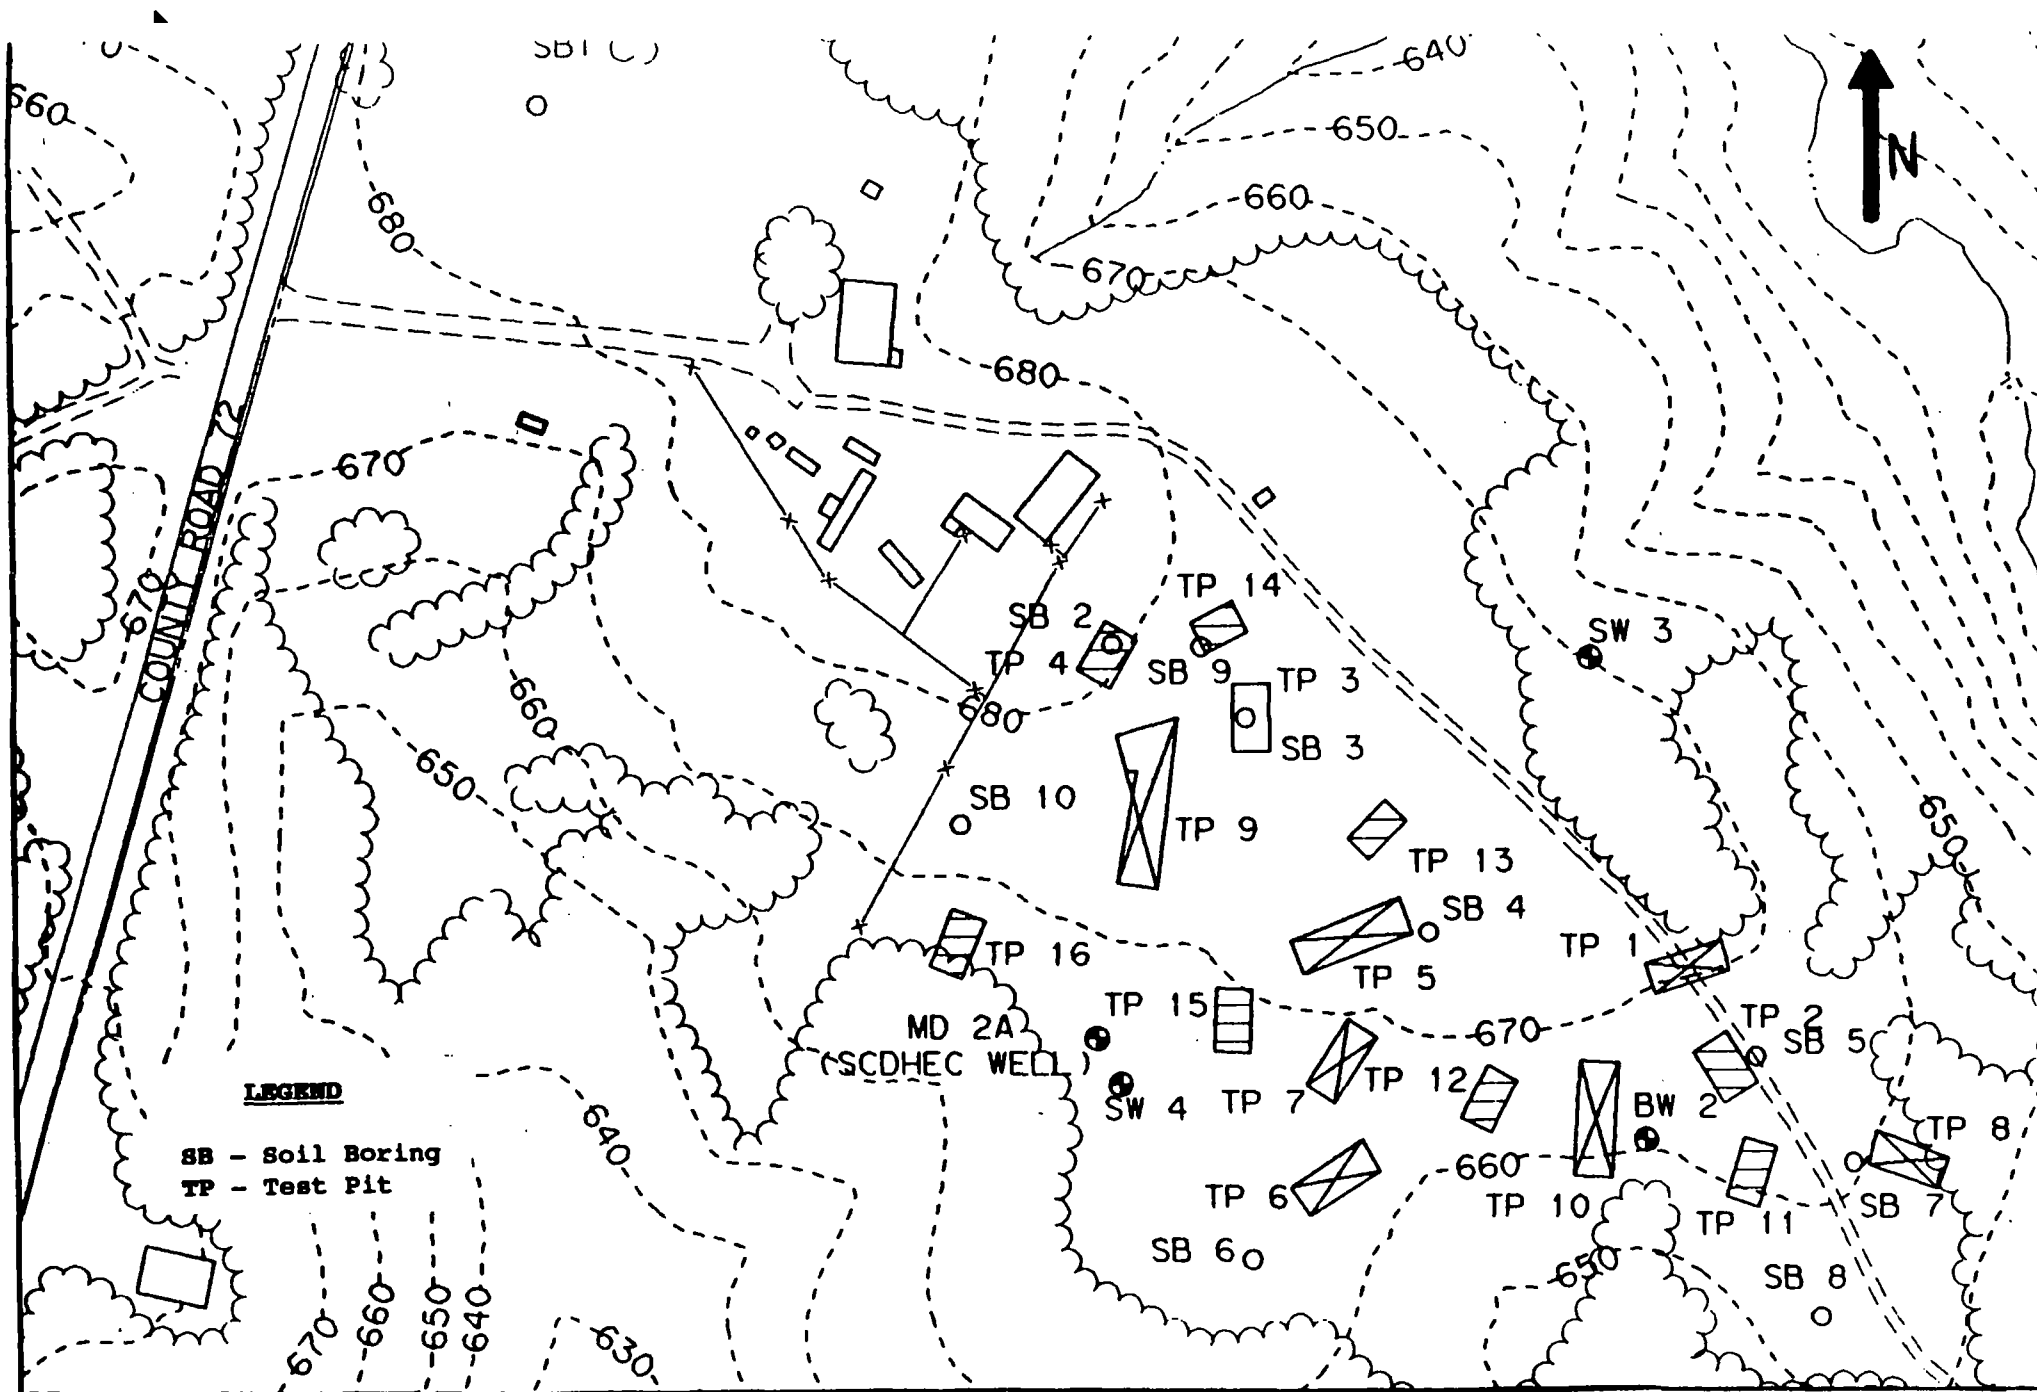 640
660
650
N
660
680
670
680
670
TP 14
SB 2
SW 3
670
TP 4
SB 9
TP 3
660
680
SB 3
650
SB 10
650
TP 9
TP 13
SB 4
COUNTY ROAD 72
TP 16
TP 1
TP 5
TP 15
TP 2
MD 2A
670
SB 5
(SCDHEC WELL)
TP 12
LEGEND
SW 4
TP 7
BW 2
640
TP 8
SB - Soil Boring
660
TP - Test Pit
TP 6
TP 10
TP 11
SB 7
SB 6
650
SB 8
670
660
650
640
630